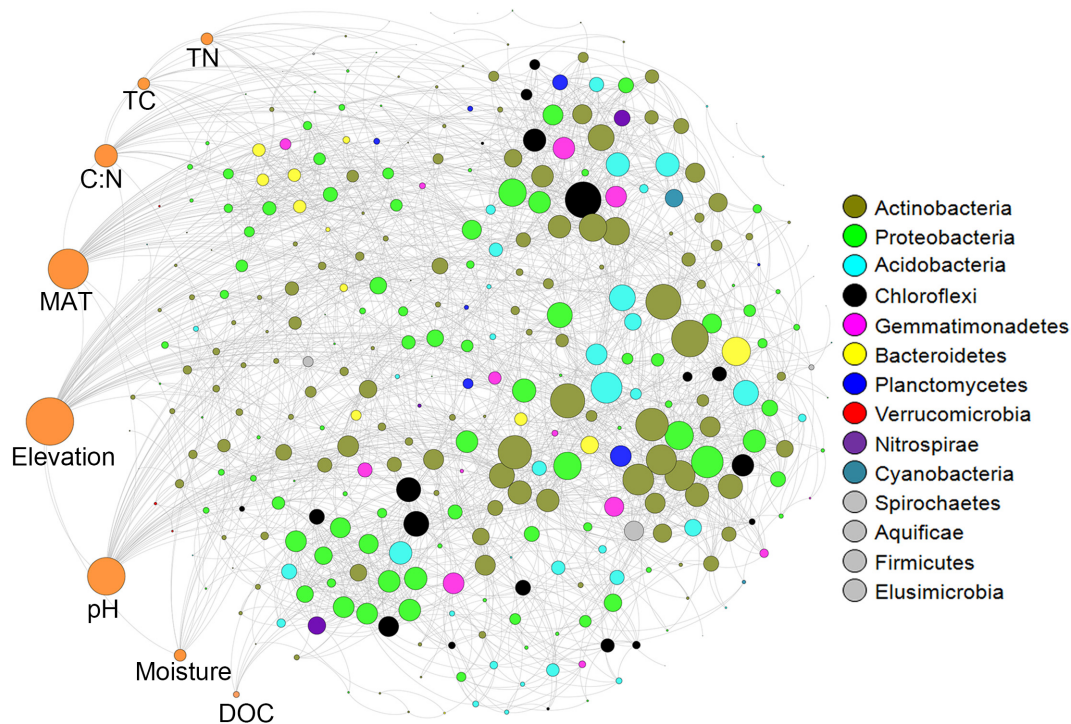 TN
TC
C:N
MAT
Elevation
pH
Moisture
DOC
Actinobacteria
Proteobacteria
Acidobacteria
Chloroflexi
Gemmatimonadetes
Bacteroidetes
Planctomycetes
Verrucomicrobia
Nitrospirae
Cyanobacteria
Spirochaetes
Aquificae
Firmicutes
Elusimicrobia